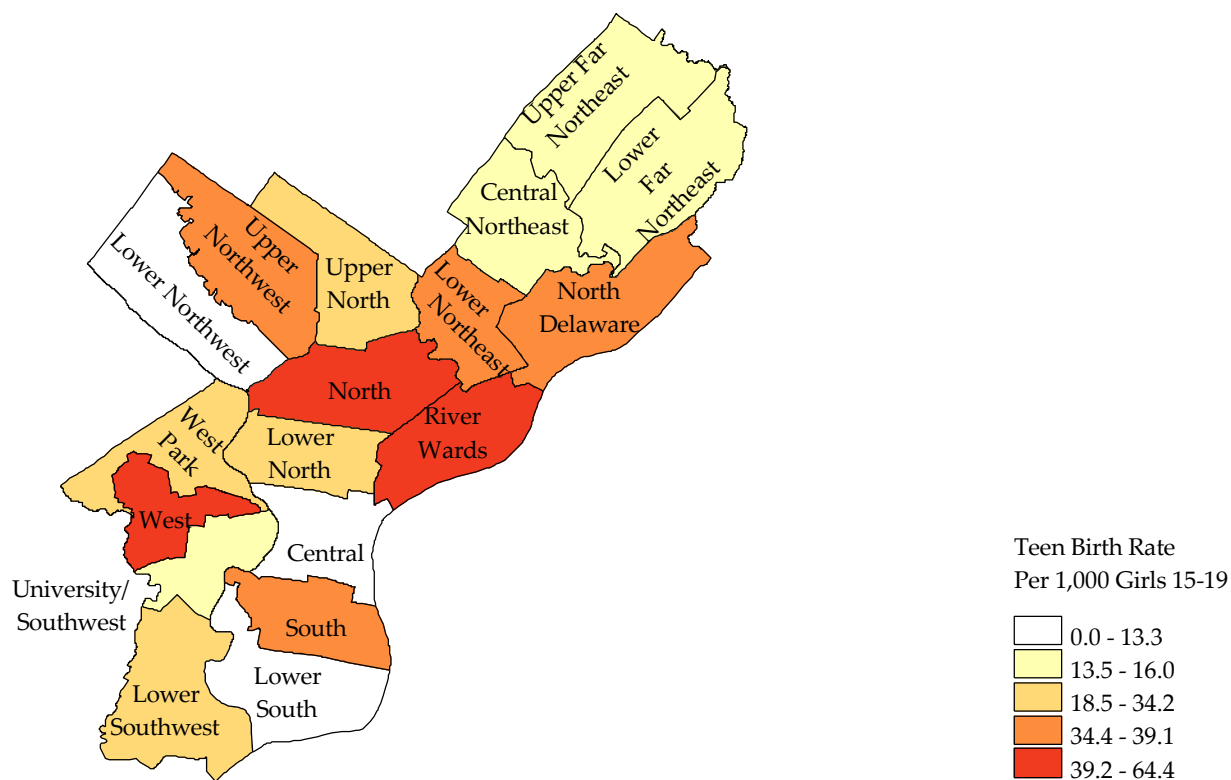 Upper Far
Northeast
Lower
Far
Northeast
Central
Northeast
Upper
Northwest
Lower Northwest
Upper
North
Lower
Northeast
North
Delaware
North
River
Wards
West
Park
Lower
North
West
Central
University/
Southwest
South
Lower
South
Lower
Southwest
Teen Birth Rate
Per 1,000 Girls 15-19
0.0 - 13.3
13.5 - 16.0
18.5 - 34.2
34.4 - 39.1
39.2 - 64.4